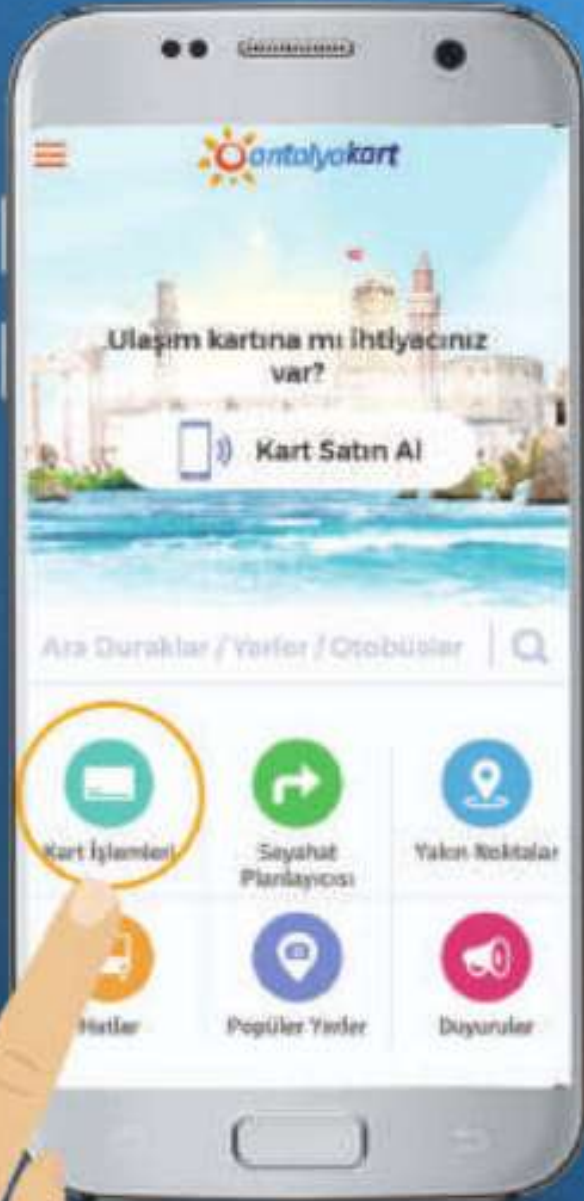 antalyakart
Ulaşım kartına mı ihtiyacınız
var?
Kart Satın Al
Ara Duraklar / Yerler / Otobüsler
Kart İşlemleri
Seyahat
Planlayıcısı
Yakın Noktalar
Hatlar
Popüler Yerler
Duyurular